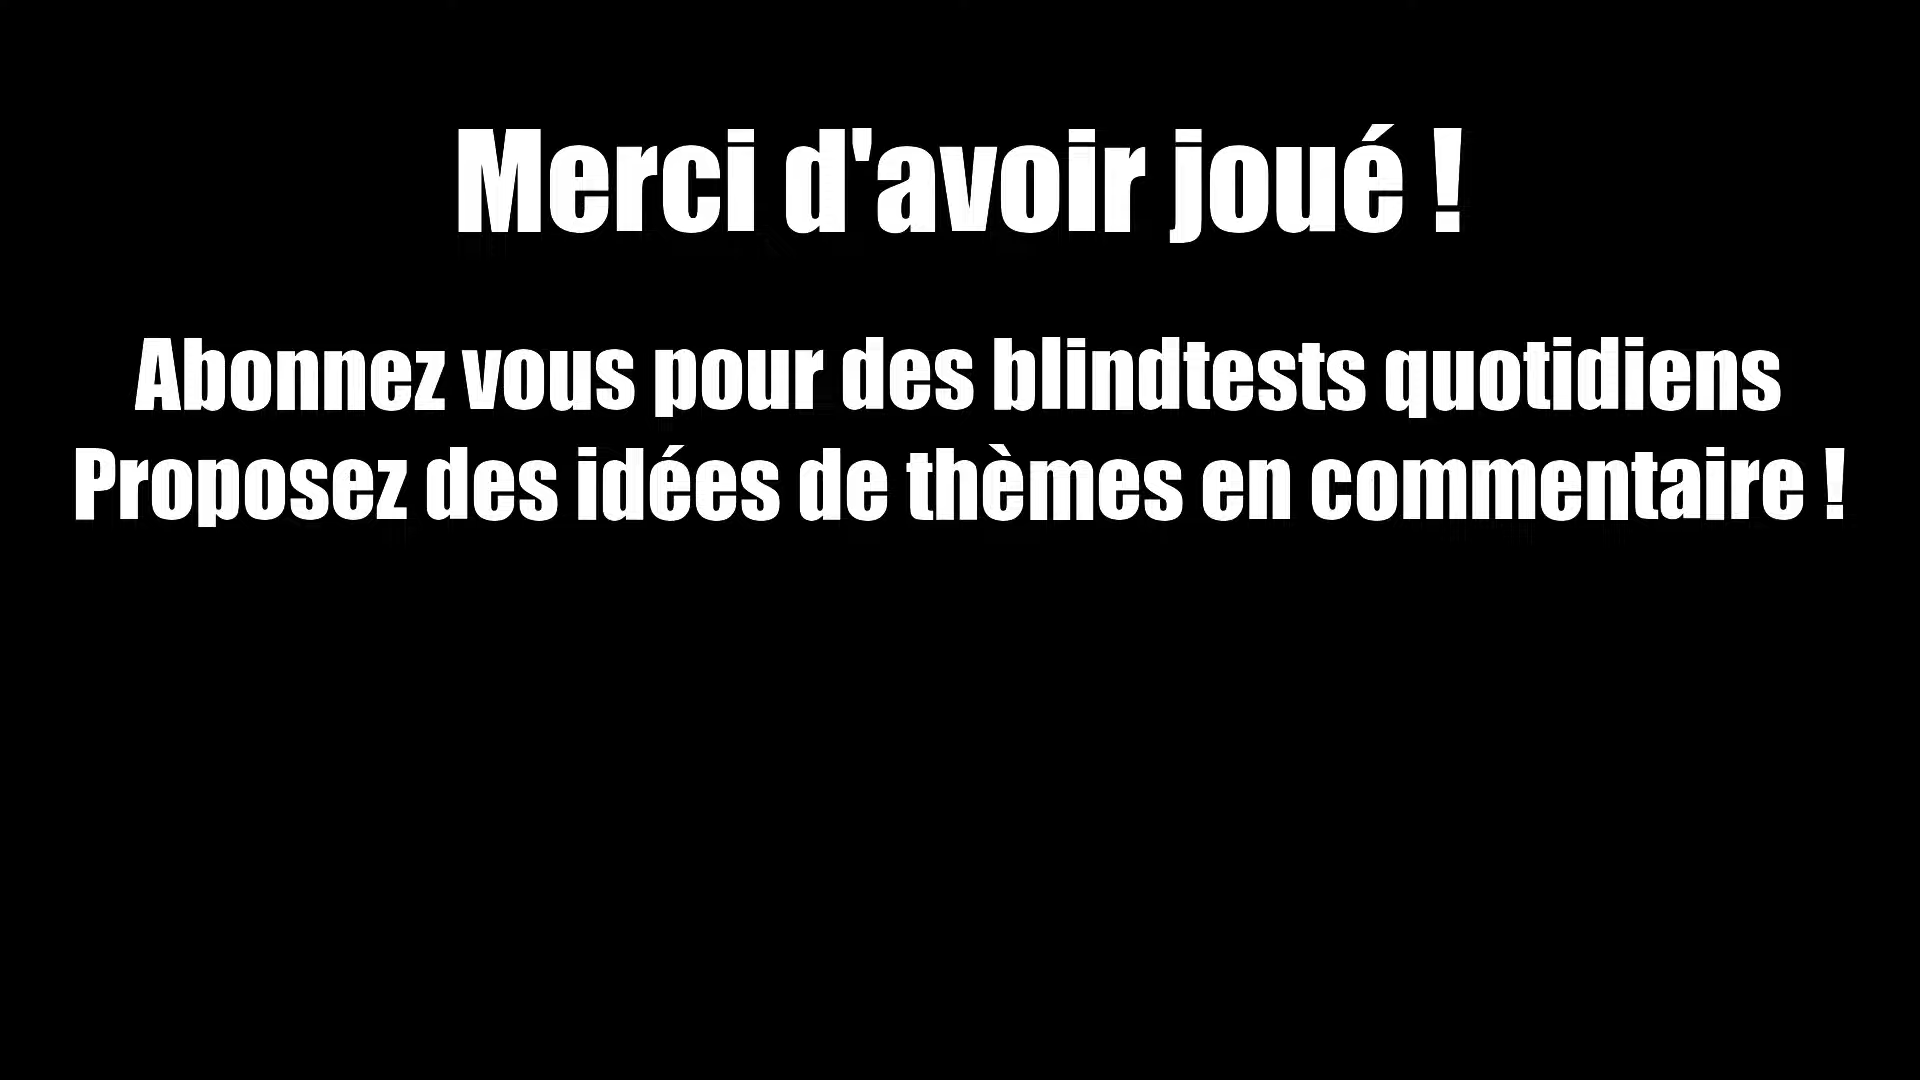 Merci d'avoir joué !
Abonnez vous pour des blindtests quotidiens
Proposez des idées de thèmes en commentaire !